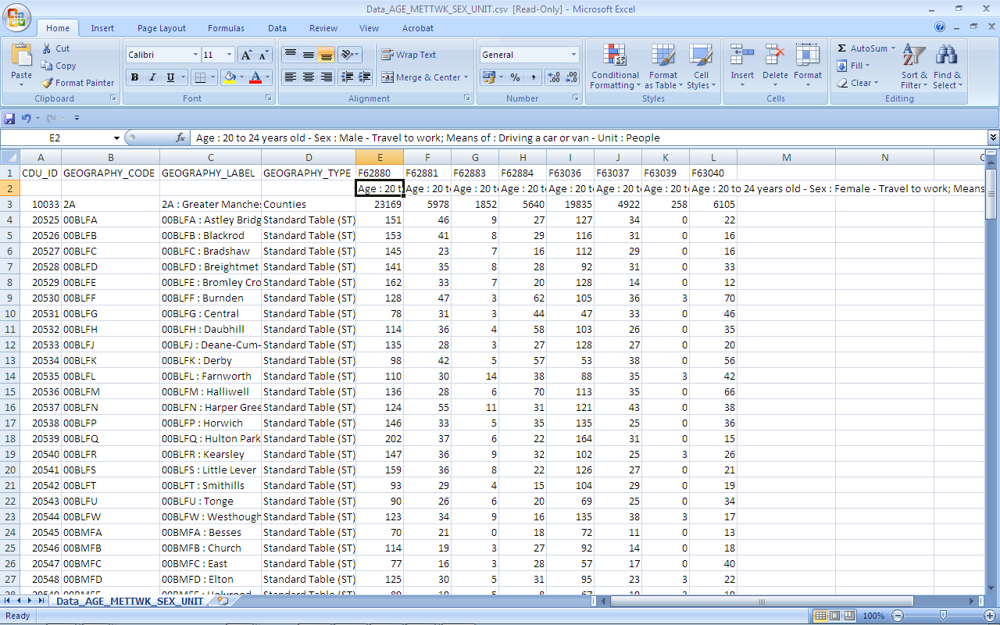 Data_AGE_METTWK_SEX_UNIT.csv [Read-Only] - Microsoft Excel
Home Insert Page Layout Formulas Data Review View Acrobat
Paste Cut Copy Format Painter Clipboard
Calibri 11 A A B I U A Font
Wrap Text Merge & Center Alignment
General % , .00 .0 Number
Conditional Formatting Format as Table Cell Styles Styles
Insert Delete Format Cells
Σ AutoSum Fill Clear Sort & Filter Find & Select Editing
E2 fx Age : 20 to 24 years old - Sex : Male - Travel to work; Means of : Driving a car or van - Unit : People
A B C D E F G H I J K L M N
1 CDU_ID GEOGRAPHY_CODE GEOGRAPHY_LABEL GEOGRAPHY_TYPE F62880 F62881 F62883 F62884 F63036 F63037 F63039 F63040
2 Age : 20 t Age : 20 t Age : 20 t Age : 20 t Age : 20 t Age : 20 t Age : 20 t Age : 20 to 24 years old - Sex : Female - Travel to work; Means
3 10033 2A 2A : Greater Manches Counties 23169 5978 1852 5640 19835 4922 258 6105
4 20525 00BLFA 00BLFA : Astley Bridg Standard Table (ST) 151 46 9 27 127 34 0 22
5 20526 00BLFB 00BLFB : Blackrod Standard Table (ST) 153 41 8 29 116 31 0 16
6 20527 00BLFC 00BLFC : Bradshaw Standard Table (ST) 145 23 7 16 112 29 0 16
7 20528 00BLFD 00BLFD : Breightmet Standard Table (ST) 141 35 8 28 92 31 0 33
8 20529 00BLFE 00BLFE : Bromley Cro Standard Table (ST) 162 33 7 20 128 14 0 12
9 20530 00BLFF 00BLFF : Burnden Standard Table (ST) 128 47 3 62 105 36 3 70
10 20531 00BLFG 00BLFG : Central Standard Table (ST) 78 31 3 44 47 33 0 46
11 20532 00BLFH 00BLFH : Daubhill Standard Table (ST) 114 36 4 58 103 26 0 35
12 20533 00BLFJ 00BLFJ : Deane-Cum- Standard Table (ST) 135 28 3 27 128 27 0 20
13 20534 00BLFK 00BLFK : Derby Standard Table (ST) 98 42 5 57 53 38 0 56
14 20535 00BLFL 00BLFL : Farnworth Standard Table (ST) 110 30 14 38 88 35 3 42
15 20536 00BLFM 00BLFM : Halliwell Standard Table (ST) 136 28 6 70 113 35 0 66
16 20537 00BLFN 00BLFN : Harper Gree Standard Table (ST) 124 55 11 31 121 43 0 38
17 20538 00BLFP 00BLFP : Horwich Standard Table (ST) 146 33 5 35 135 25 0 36
18 20539 00BLFQ 00BLFQ : Hulton Park Standard Table (ST) 202 37 6 22 164 31 0 15
19 20540 00BLFR 00BLFR : Kearsley Standard Table (ST) 147 36 9 32 102 25 3 26
20 20541 00BLFS 00BLFS : Little Lever Standard Table (ST) 159 36 8 22 126 27 0 21
21 20542 00BLFT 00BLFT : Smithills Standard Table (ST) 93 29 4 15 104 29 0 19
22 20543 00BLFU 00BLFU : Tonge Standard Table (ST) 90 26 6 20 69 25 0 34
23 20544 00BLFW 00BLFW : Westhough Standard Table (ST) 123 34 9 16 135 38 3 17
24 20545 00BMFA 00BMFA : Besses Standard Table (ST) 70 21 0 18 72 11 0 13
25 20546 00BMFB 00BMFB : Church Standard Table (ST) 114 19 3 27 92 14 0 18
26 20547 00BMFC 00BMFC : East Standard Table (ST) 77 16 3 28 57 17 0 40
27 20548 00BMFD 00BMFD : Elton Standard Table (ST) 125 30 5 31 95 23 3 22
Data_AGE_METTWK_SEX_UNIT
Ready 100%